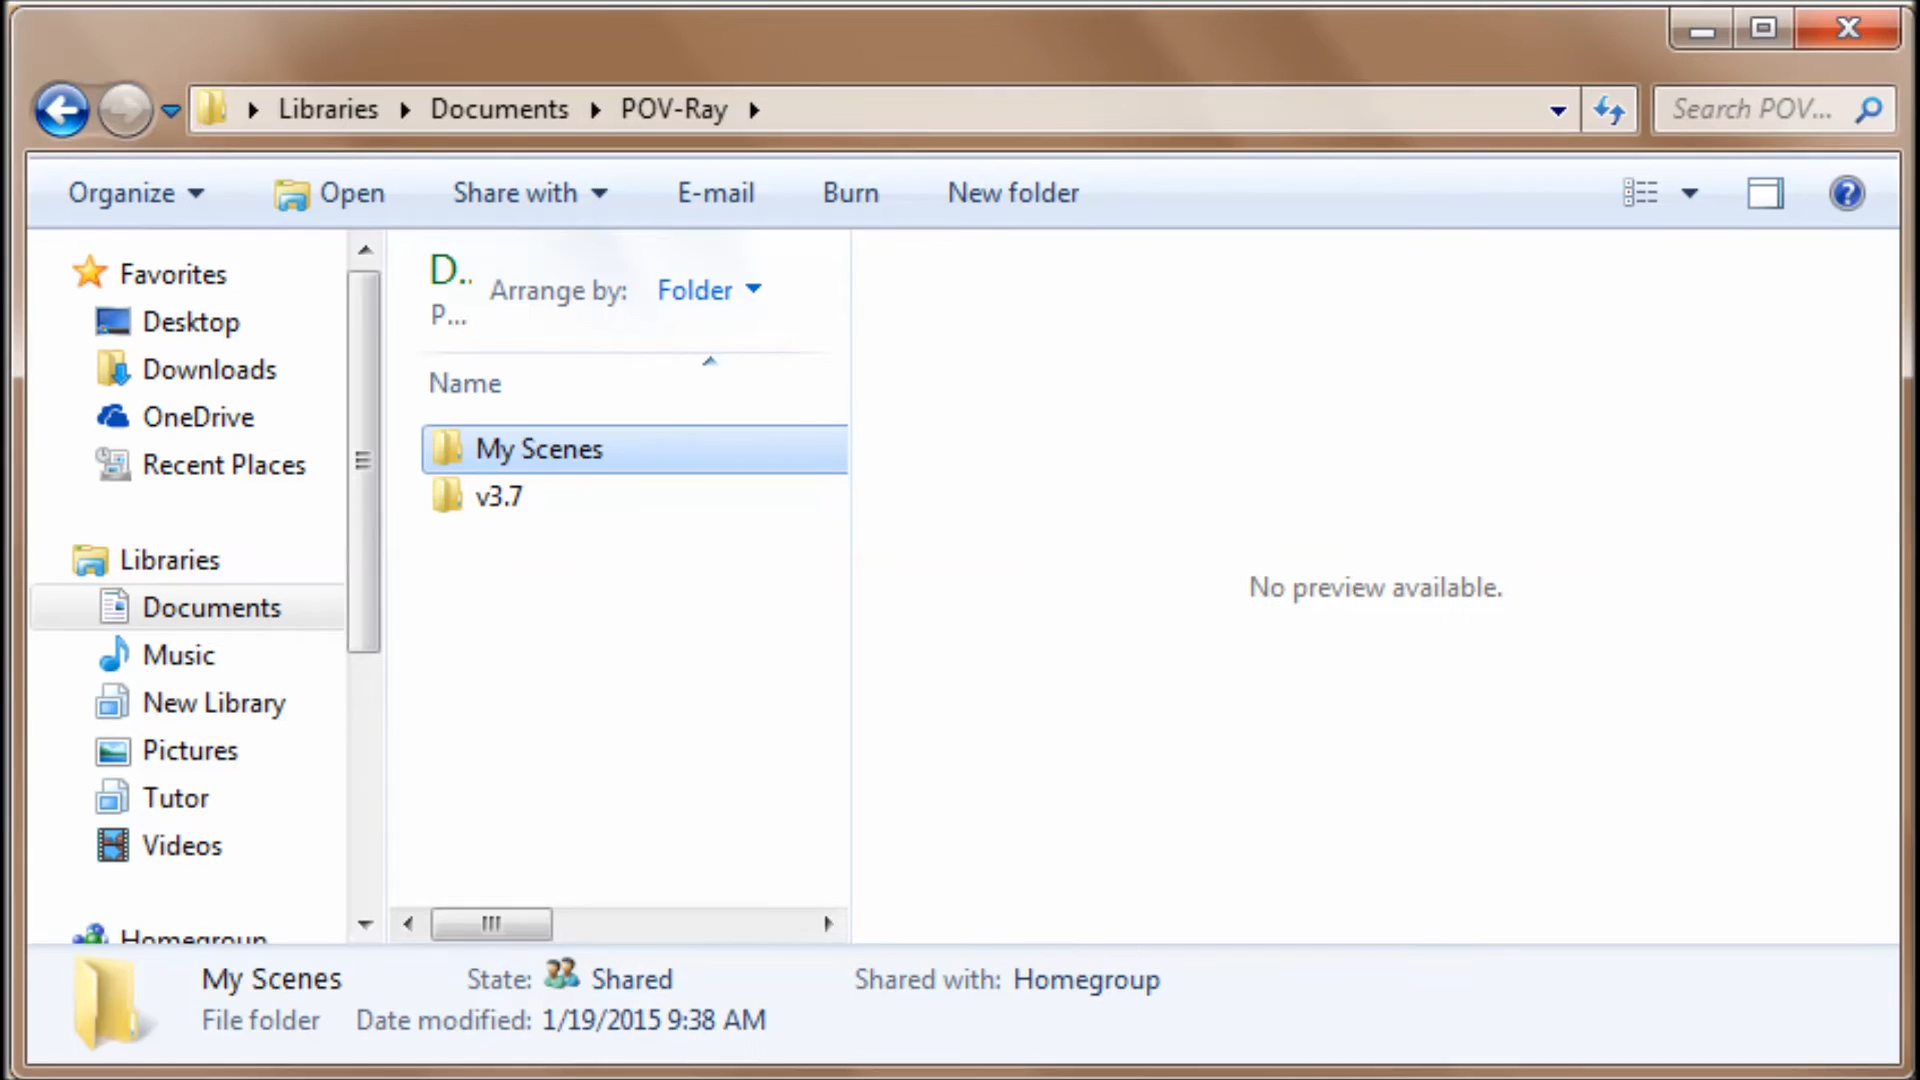 Libraries Documents POV-Ray
Search POV...
Organize Open Share with E-mail Burn New folder
Favorites
Desktop
Downloads
OneDrive
Recent Places
Libraries
Documents
Music
New Library
Pictures
Tutor
Videos
Homegroup
D..
P...
Arrange by: Folder
Name
My Scenes
v3.7
No preview available.
My Scenes State: Shared Shared with: Homegroup
File folder Date modified: 1/19/2015 9:38 AM